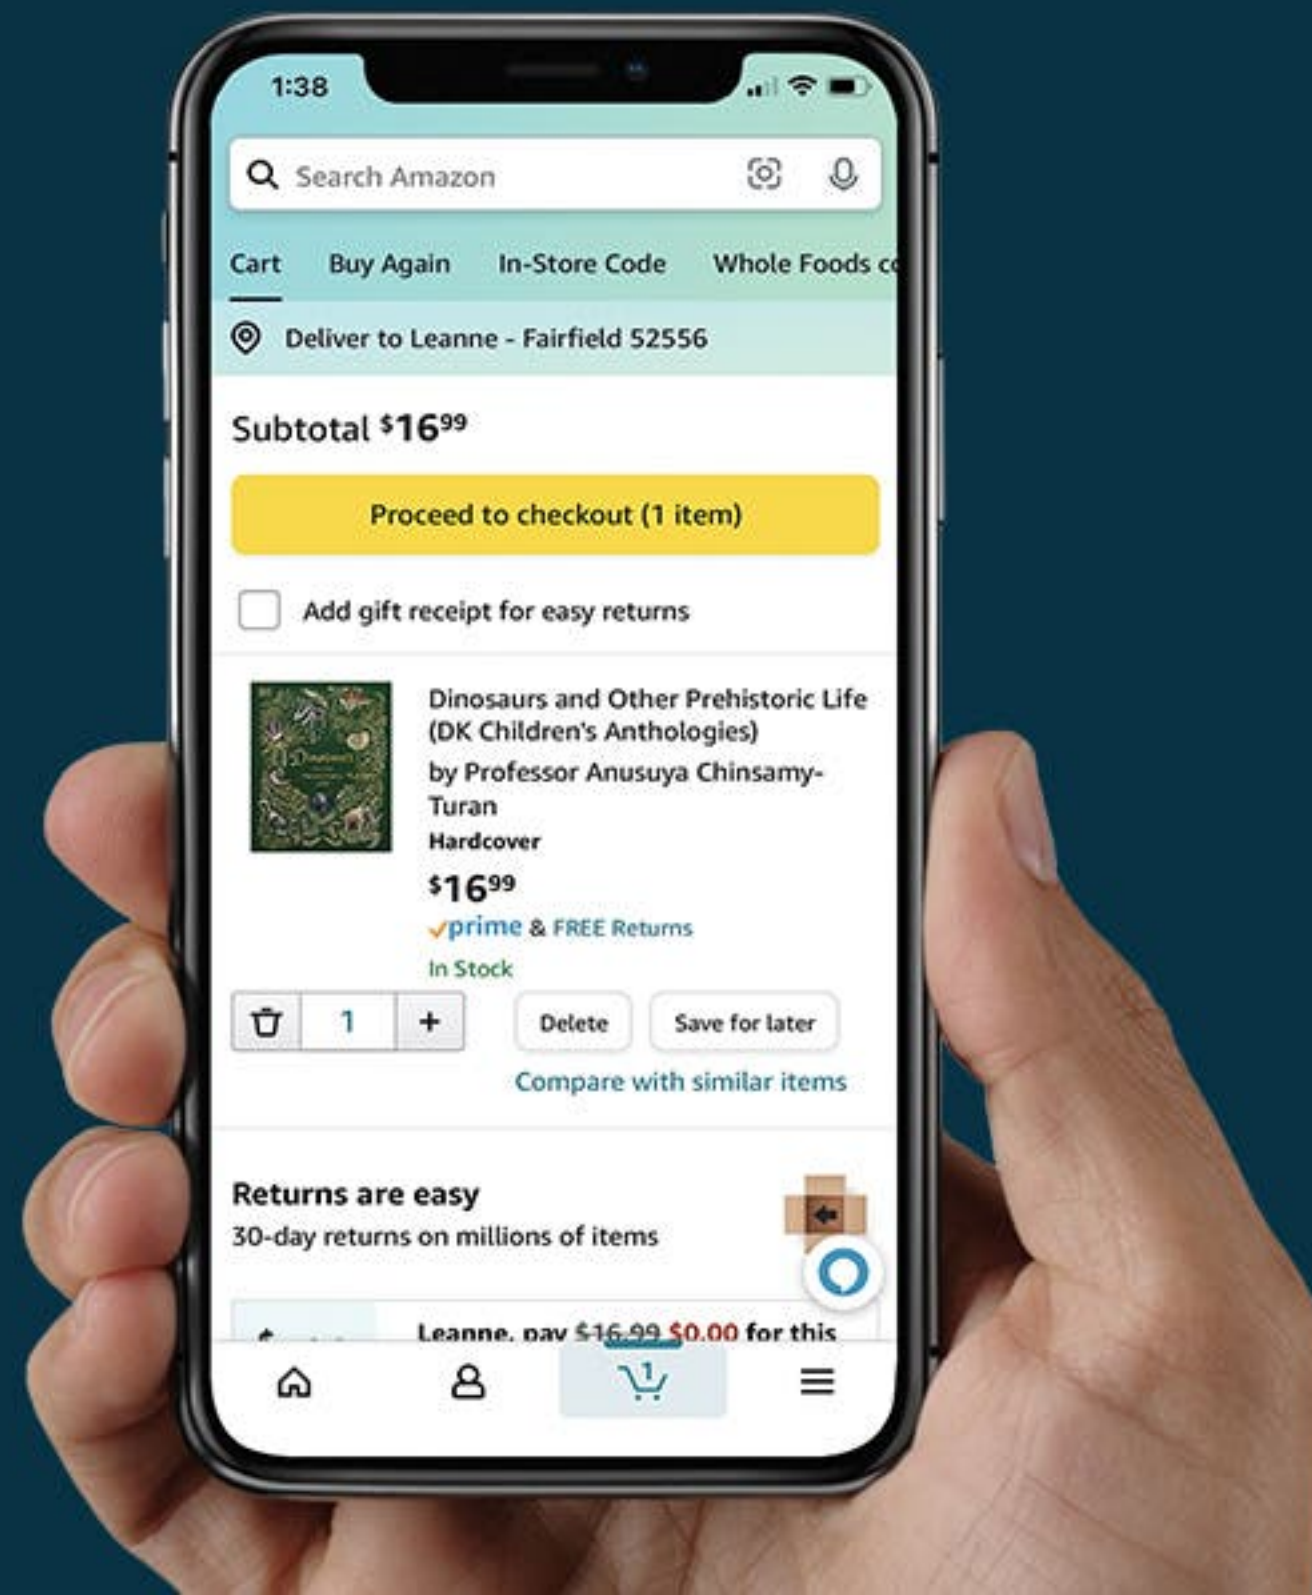 1:38
Search Amazon
Cart Buy Again In-Store Code Whole Foods co
Deliver to Leanne - Fairfield 52556
Subtotal $16⁹⁹
Proceed to checkout (1 item)
Add gift receipt for easy returns
Dinosaurs and Other Prehistoric Life
(DK Children's Anthologies)
by Professor Anusuya Chinsamy-
Turan
Hardcover
$16⁹⁹
prime & FREE Returns
In Stock
1 + Delete Save for later
Compare with similar items
Returns are easy
30-day returns on millions of items
Leanne, pay $16.99 $0.00 for this
1